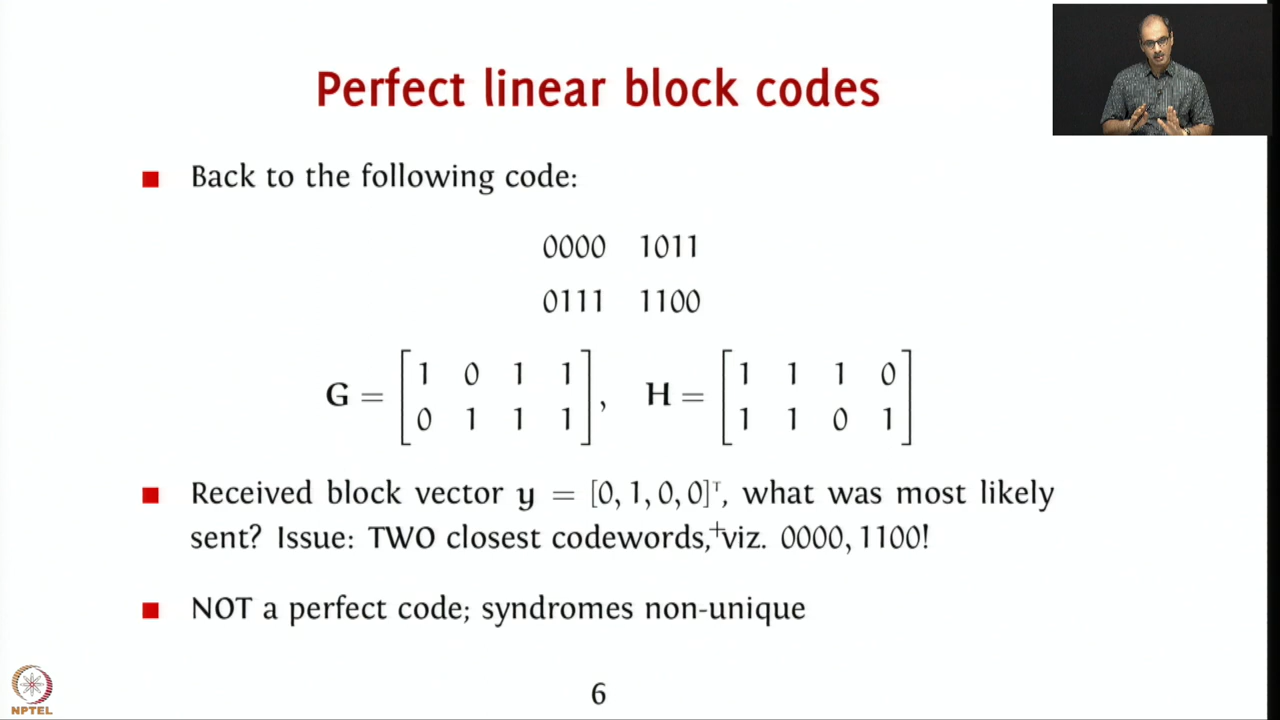 Perfect linear block codes
Back to the following code:
0000 1011
0111 1100
G = [ 1 0 1 1 ; 0 1 1 1 ] , H = [ 1 1 1 0 ; 1 1 0 1 ]
Received block vector y = [0, 1, 0, 0]ᵀ, what was most likely
sent? Issue: TWO closest codewords, viz. 0000, 1100!
NOT a perfect code; syndromes non-unique
6
NPTEL